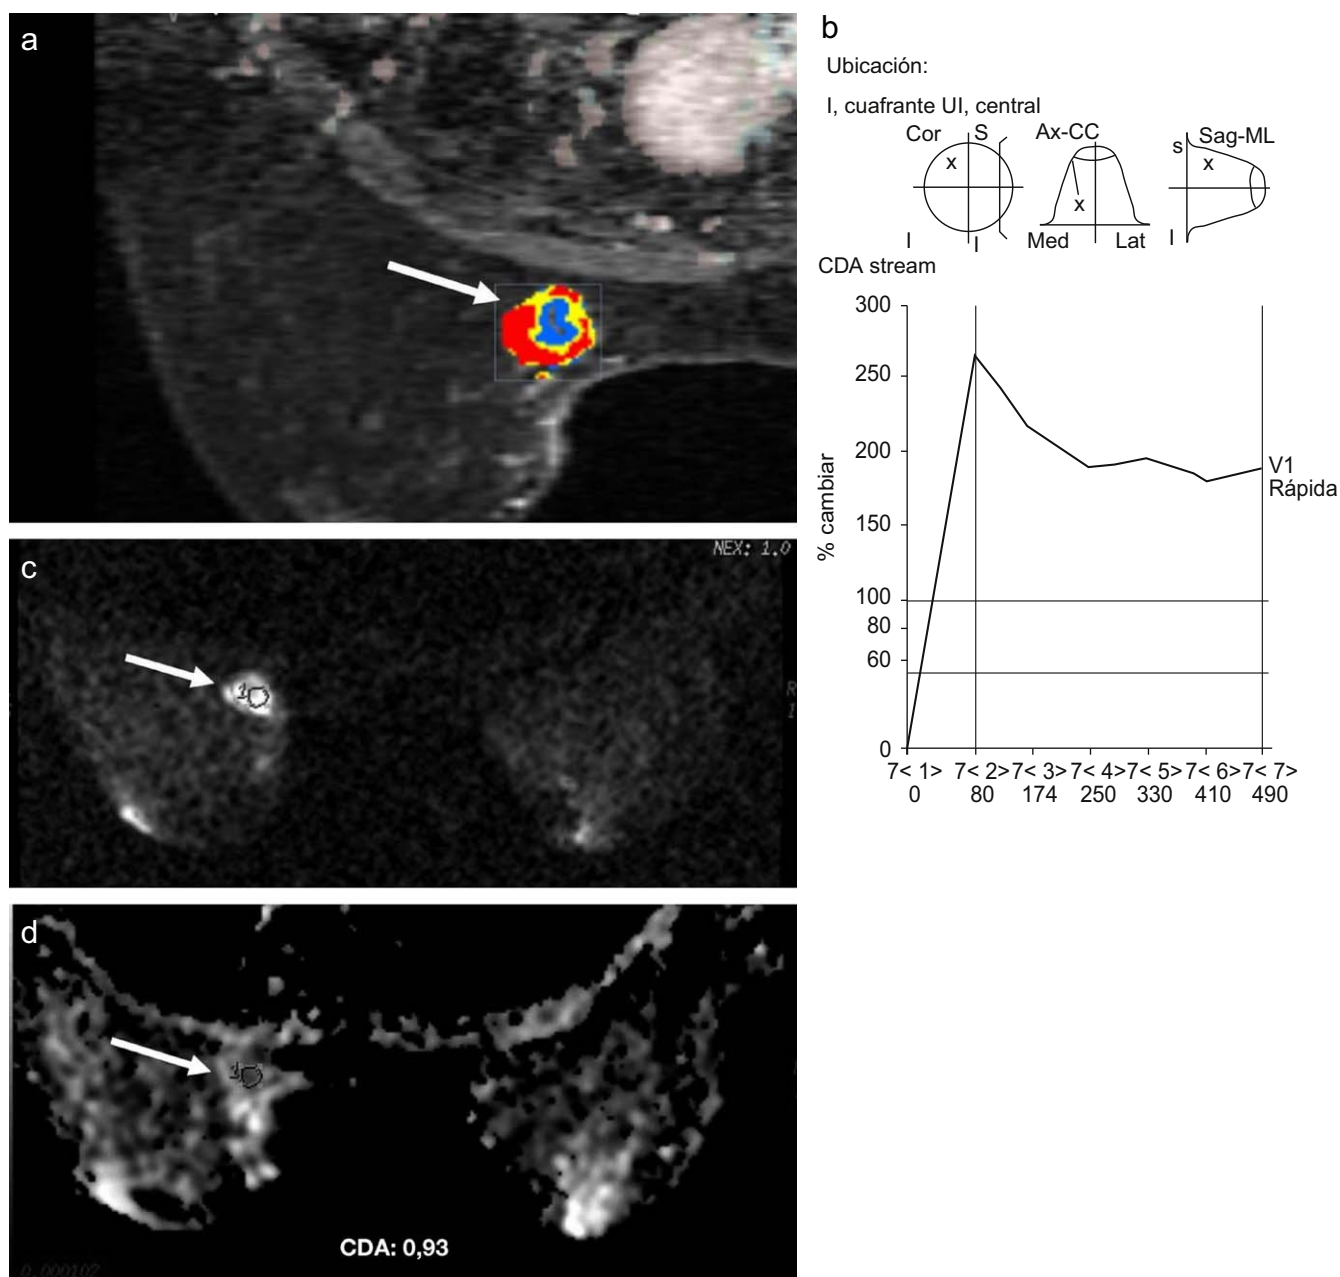 a
b
Ubicación:
I, cuafrante UI, central
Cor
S
Ax-CC
s
Sag-ML
x
x
x
I
I
Med
Lat
I
CDA stream
300
250
200
150
100
80
60
0
% cambiar
V1
Rápida
7< 1> 7< 2> 7< 3> 7< 4> 7< 5> 7< 6> 7< 7>
0 80 174 250 330 410 490
c
NEX: 1.0
1
R
d
1
CDA: 0,93
0.000102